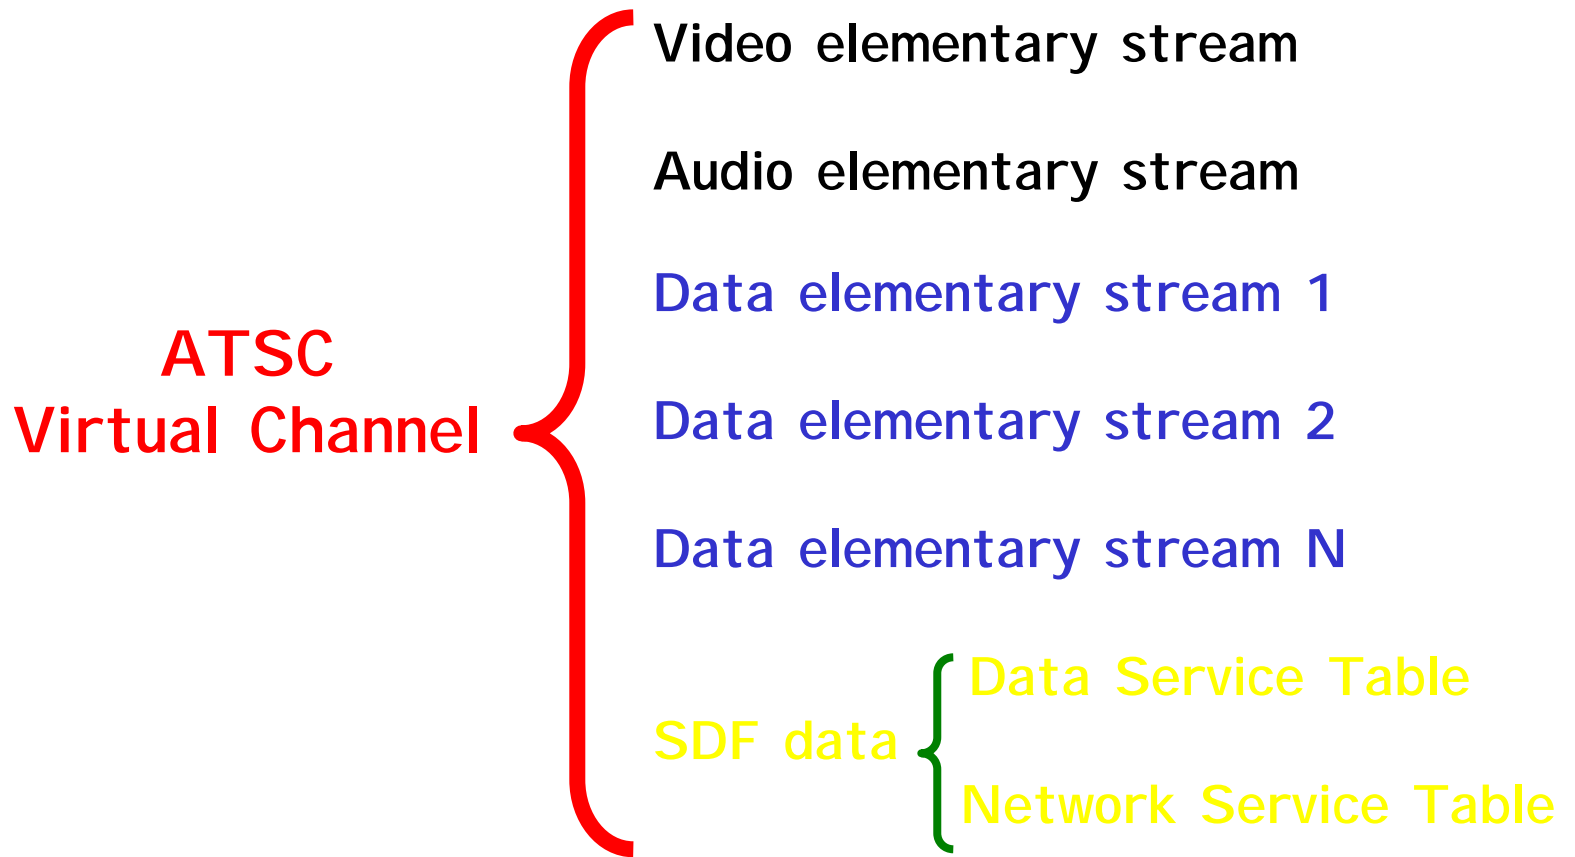 ATSC
Virtual Channel
Video elementary stream
Audio elementary stream
Data elementary stream 1
Data elementary stream 2
Data elementary stream N
SDF data
Data Service Table
Network Service Table